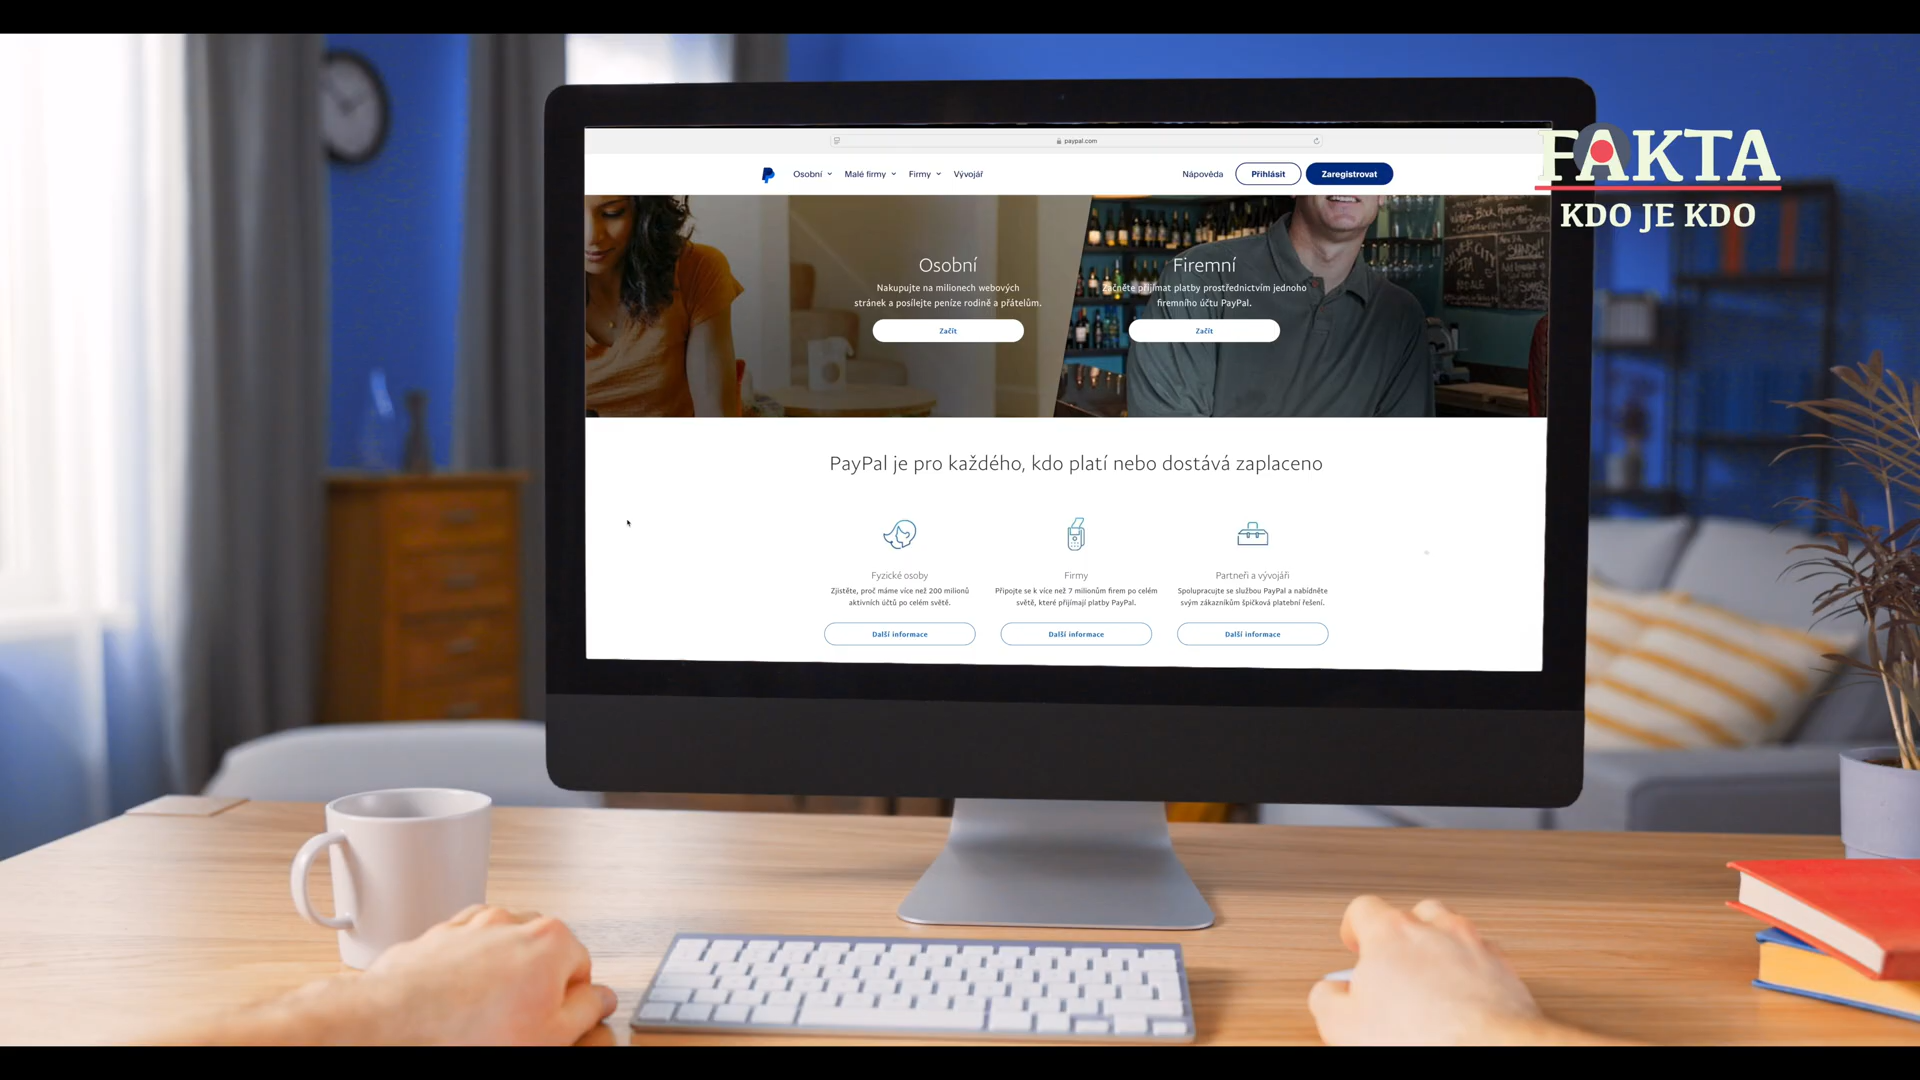 paypal.com
FAKTA
KDO JE KDO
Osobní
Malé firmy
Firmy
Vývojář
Nápověda
Přihlásit
Zaregistrovat
Osobní
Nakupujte na milionech webových
stránek a posílejte peníze rodině a přátelům.
Začít
Firemní
Začněte přijímat platby prostřednictvím jednoho
firemního účtu PayPal.
Začít
PayPal je pro každého, kdo platí nebo dostává zaplaceno
Fyzické osoby
Zjistěte, proč máme více než 200 milionů
aktivních účtů po celém světě.
Další informace
Firmy
Připojte se k více než 7 milionům firem po celém
světě, které přijímají platby PayPal.
Další informace
Partneři a vývojáři
Spolupracujte se službou PayPal a nabídněte
svým zákazníkům špičková platební řešení.
Další informace